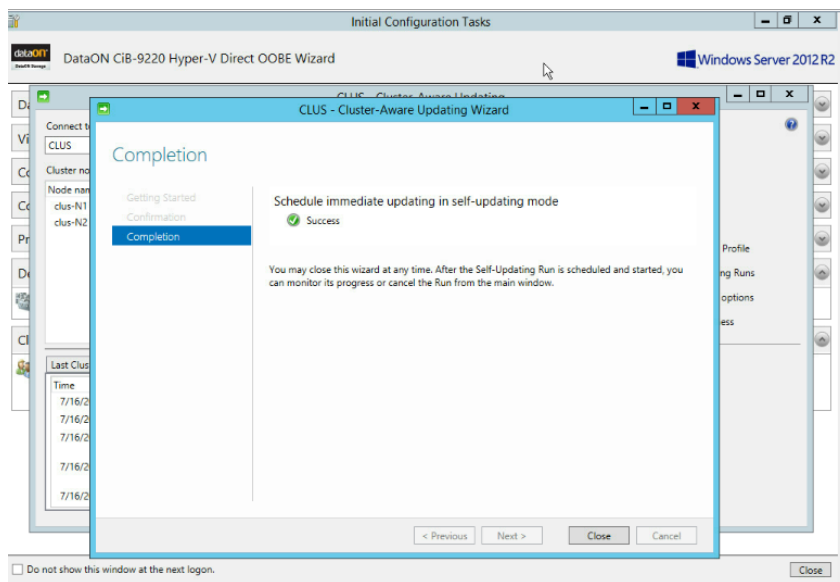 Initial Configuration Tasks
dataON
DataON CiB-9220 Hyper-V Direct OOBE Wizard
Windows Server 2012 R2
CLUS - Cluster-Aware Updating Wizard
Connect t
CLUS
Cluster no
Node nam
clus-N1
clus-N2
Completion
Getting Started
Confirmation
Completion
Schedule immediate updating in self-updating mode
Success
You may close this wizard at any time. After the Self-Updating Run is scheduled and started, you
can monitor its progress or cancel the Run from the main window.
Profile
ng Runs
options
ess
Last Clus
Time
7/16/2
7/16/2
7/16/2
7/16/2
7/16/2
< Previous
Next >
Close
Cancel
Do not show this window at the next logon.
Close